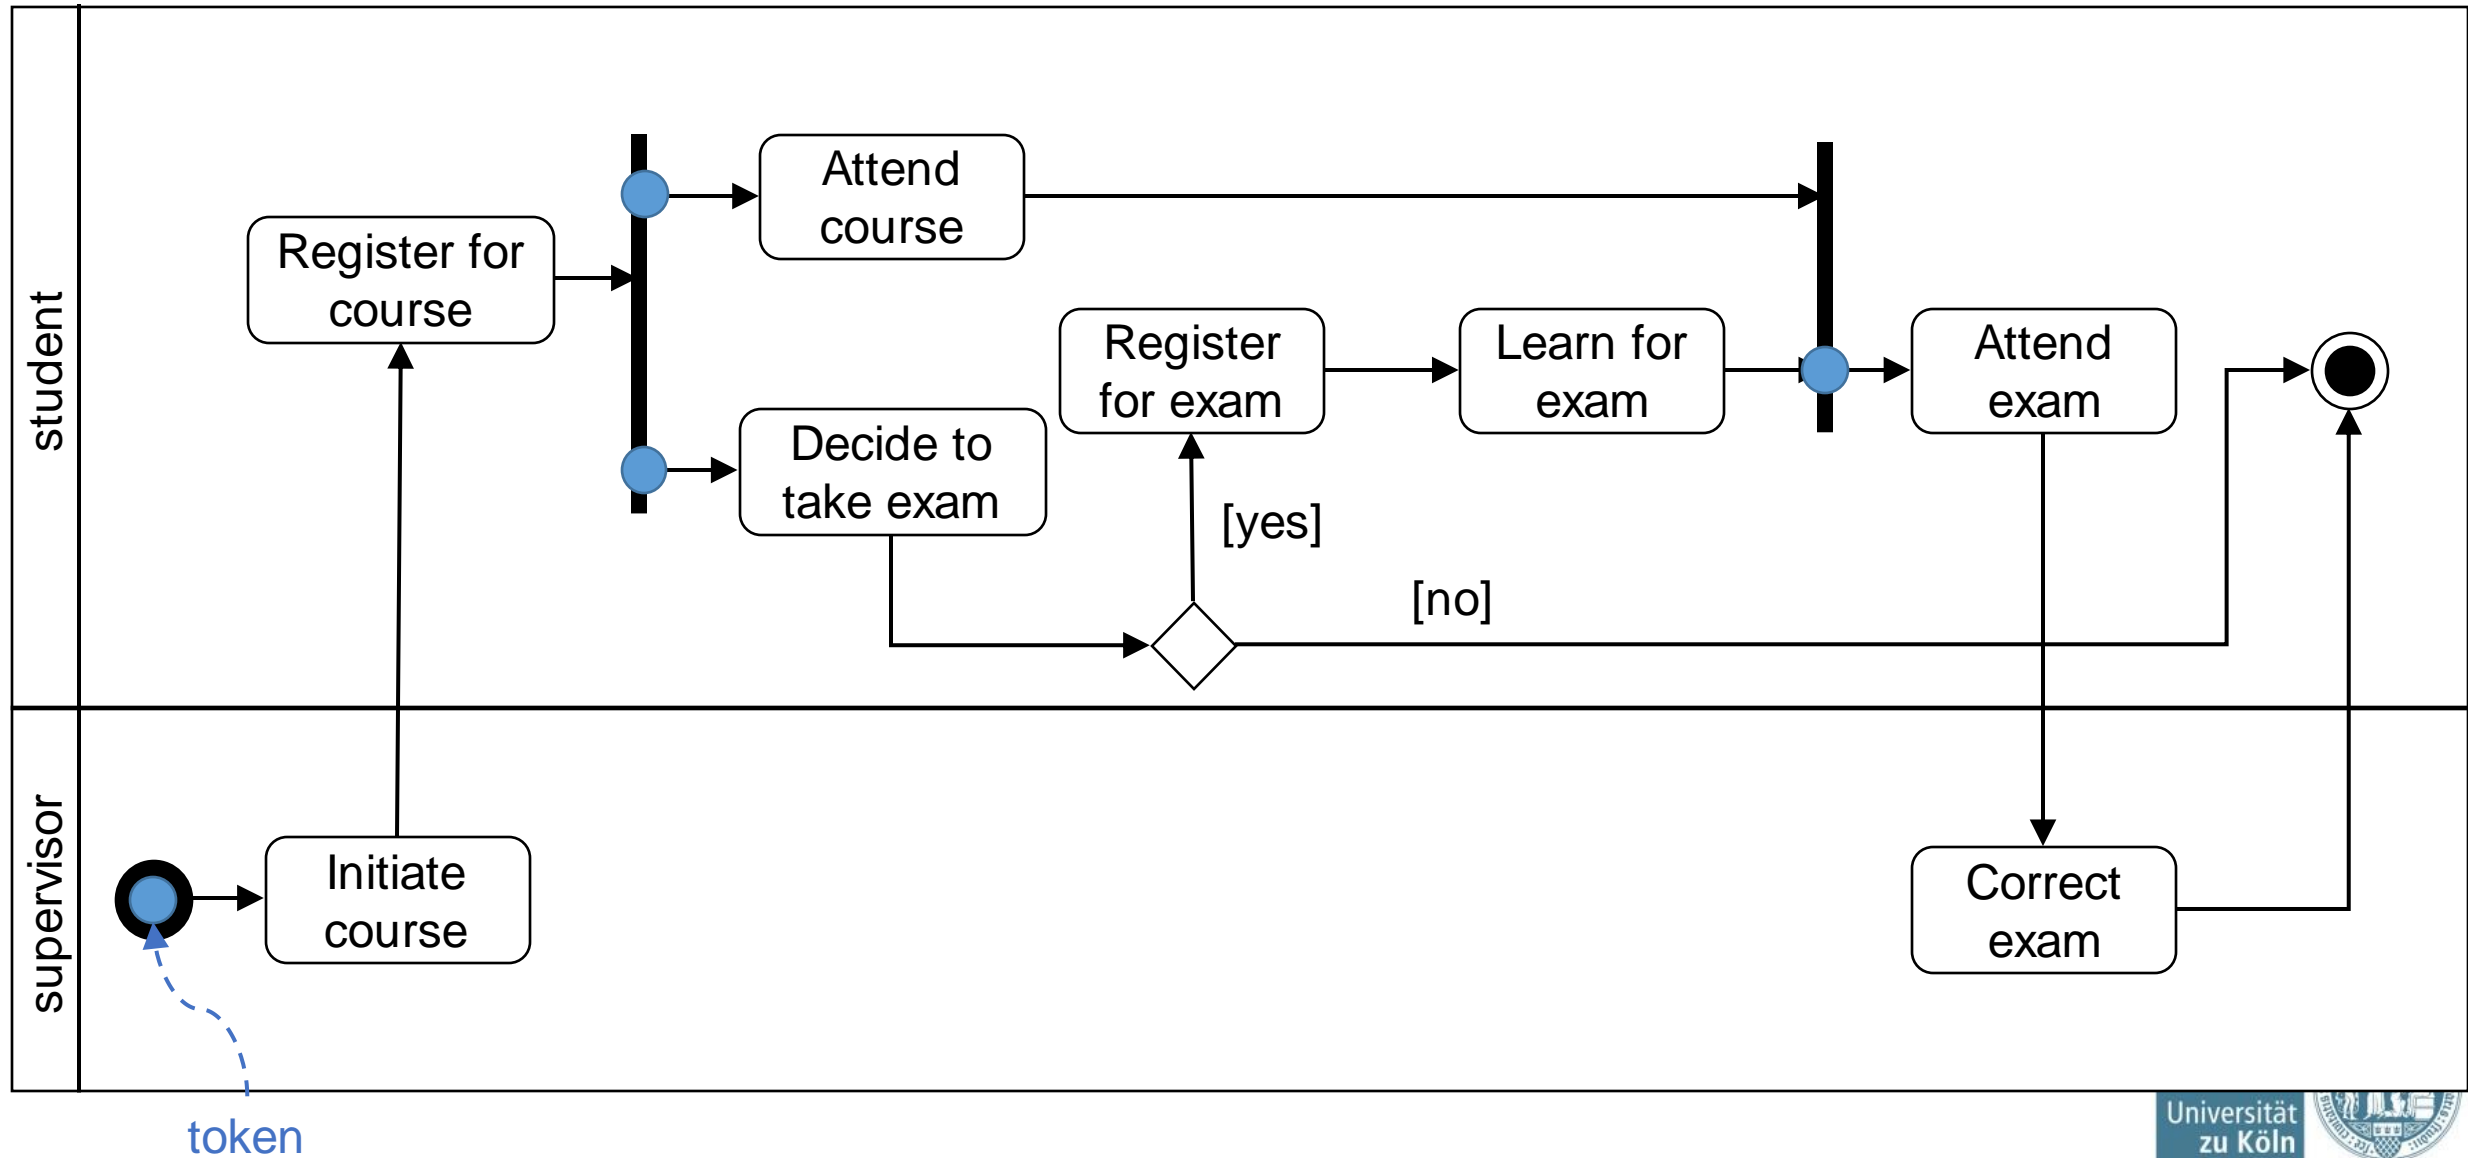 student
Register for
course
Attend
course
Decide to
take exam
Register
for exam
[yes]
[no]
Learn for
exam
Attend
exam
supervisor
Initiate
course
Correct
exam
token
Universität
zu Köln